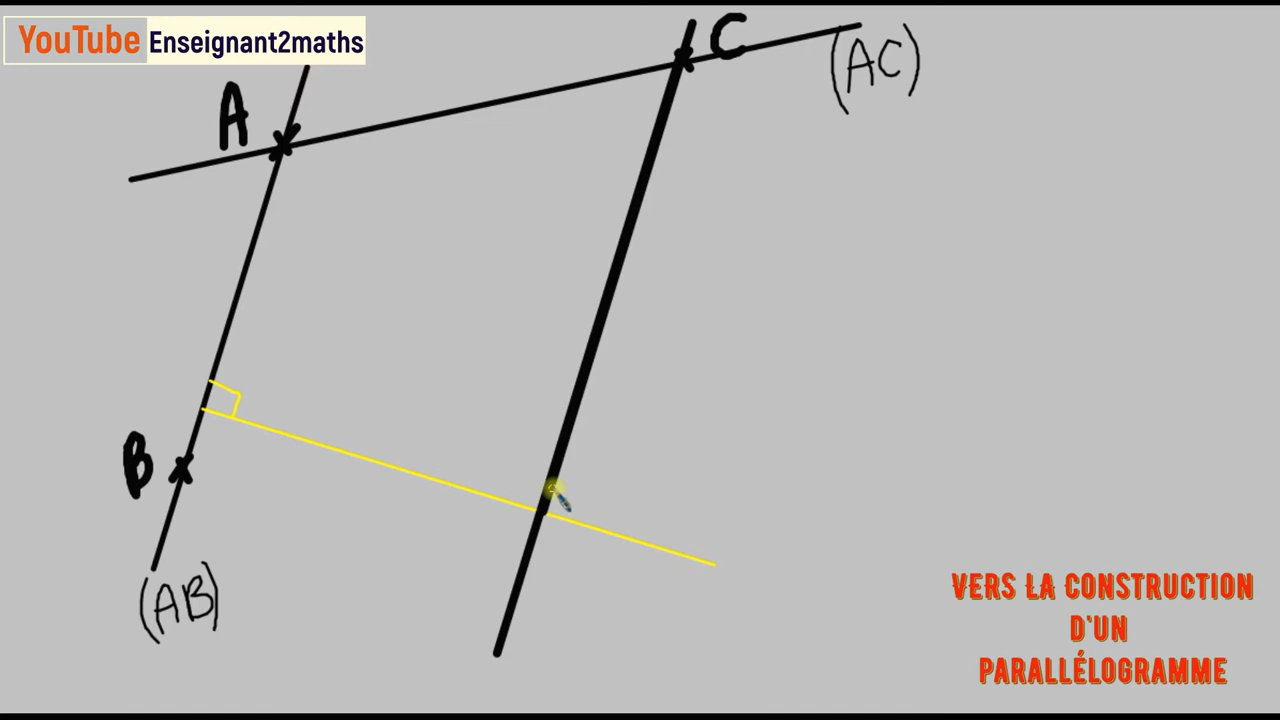 YouTube Enseignant2maths
C
(AC)
A
B
(AB)
VERS LA CONSTRUCTION
D'UN
PARALLÉLOGRAMME